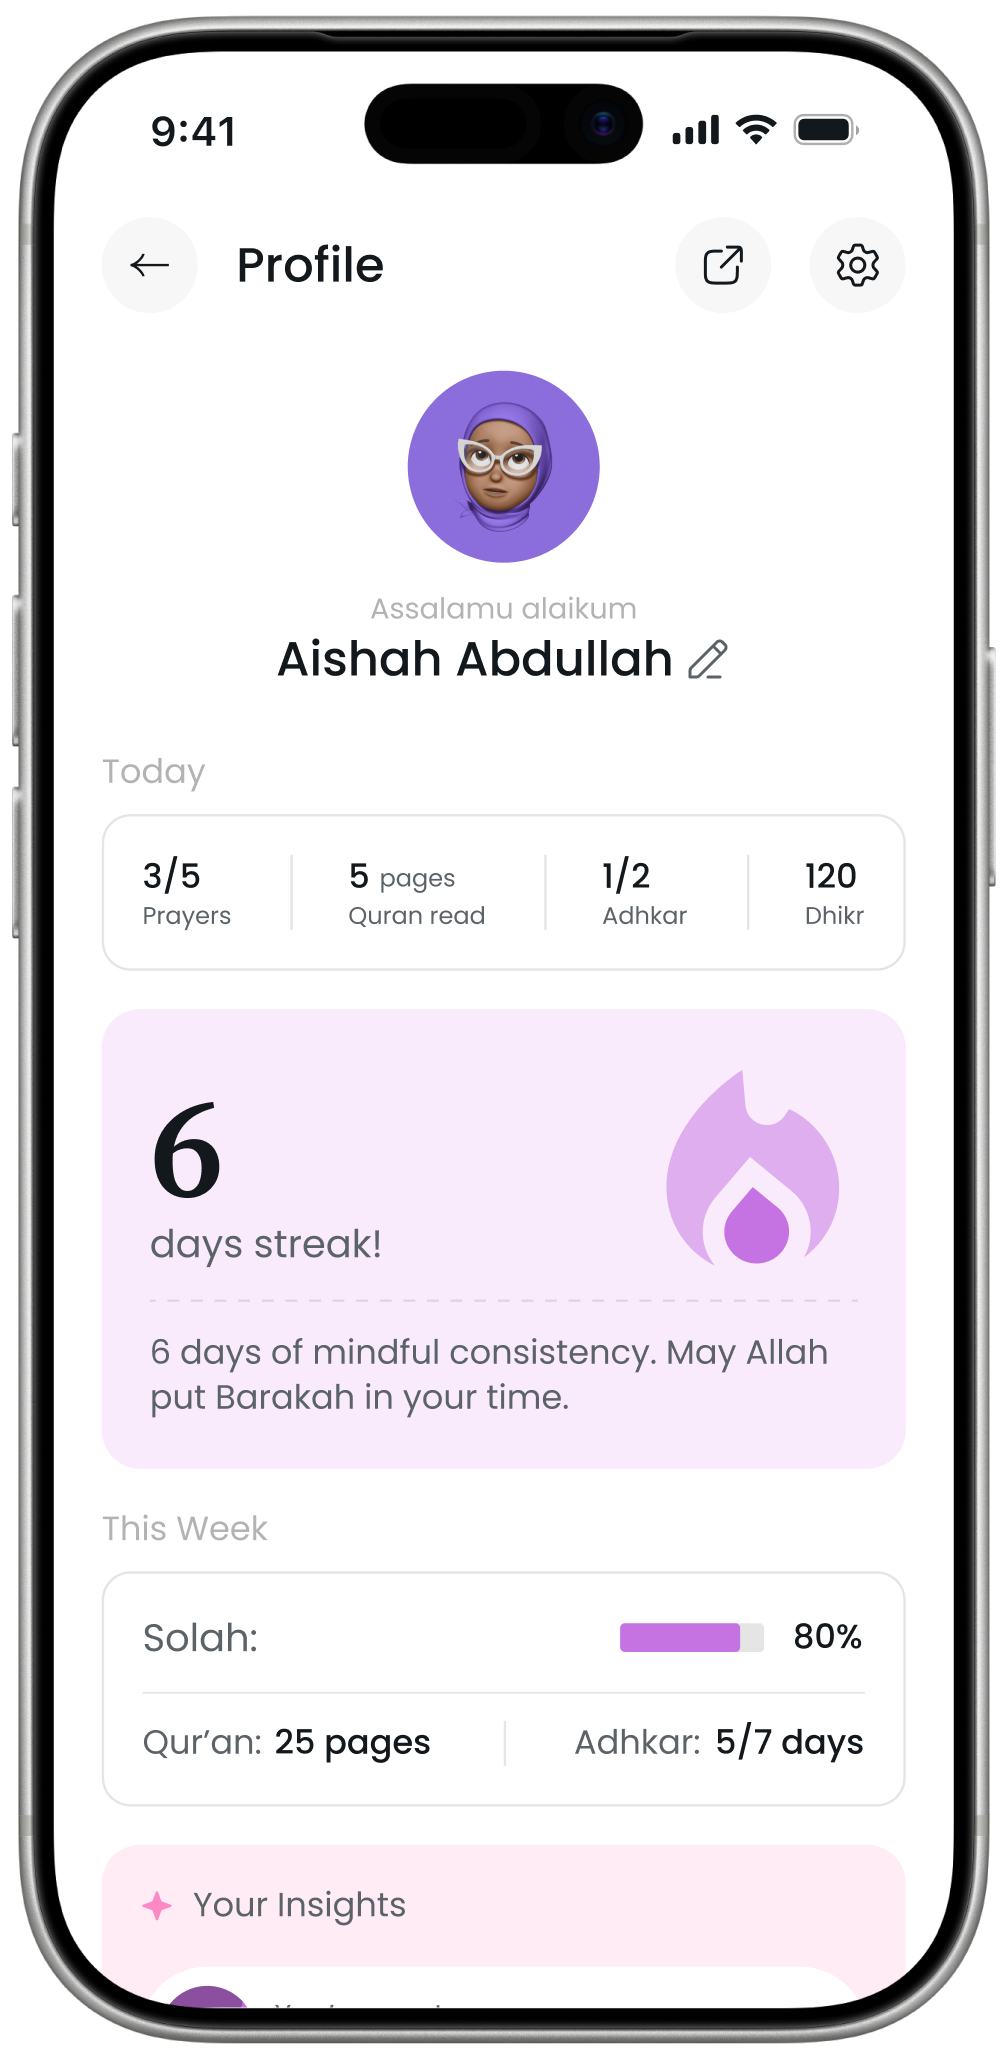 9:41
Profile
Assalamu alaikum
Aishah Abdullah
Today
3/5 5 pages 1/2 120
Prayers Quran read Adhkar Dhikr
6
days streak!
6 days of mindful consistency. May Allah
put Barakah in your time.
This Week
Solah: 80%
Qur’an: 25 pages Adhkar: 5/7 days
Your Insights